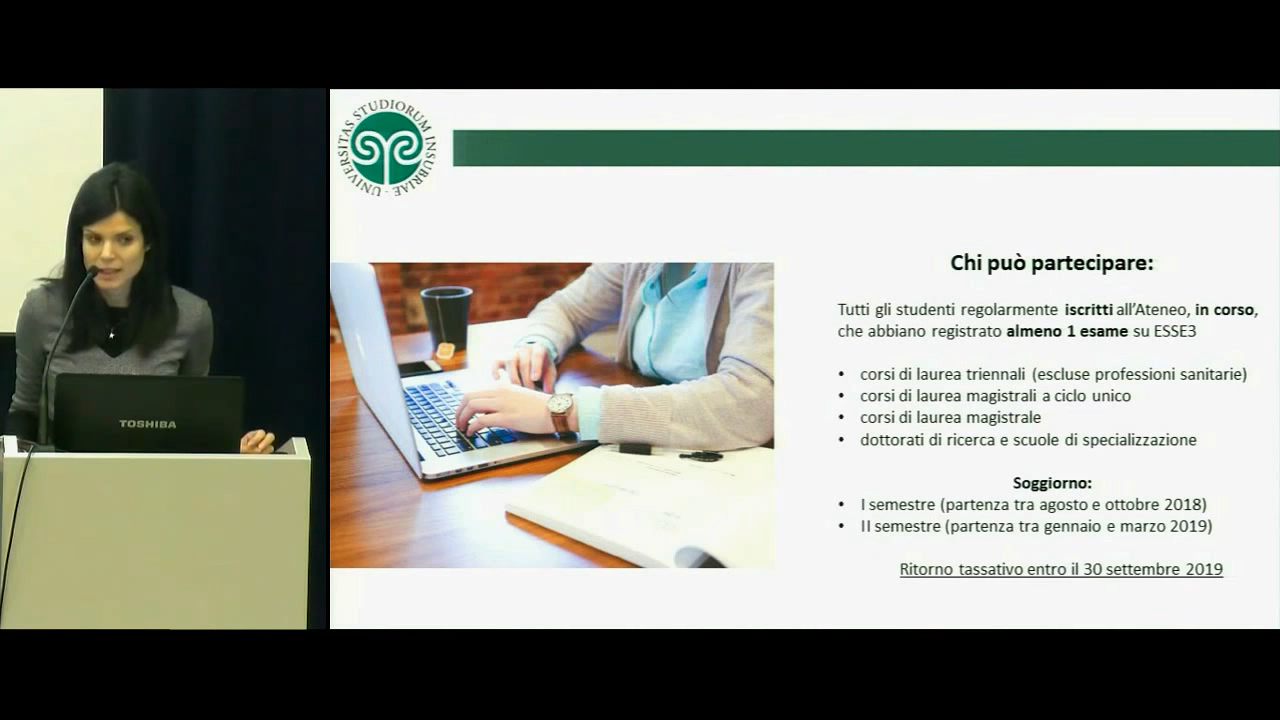 UNIVERSITAS STUDIORUM INSUBRIAE
Chi può partecipare:
Tutti gli studenti regolarmente iscritti all'Ateneo, in corso,
che abbiano registrato almeno 1 esame su ESSE3
• corsi di laurea triennali (escluse professioni sanitarie)
• corsi di laurea magistrali a ciclo unico
• corsi di laurea magistrale
• dottorati di ricerca e scuole di specializzazione
Soggiorno:
• I semestre (partenza tra agosto e ottobre 2018)
• II semestre (partenza tra gennaio e marzo 2019)
Ritorno tassativo entro il 30 settembre 2019
TOSHIBA